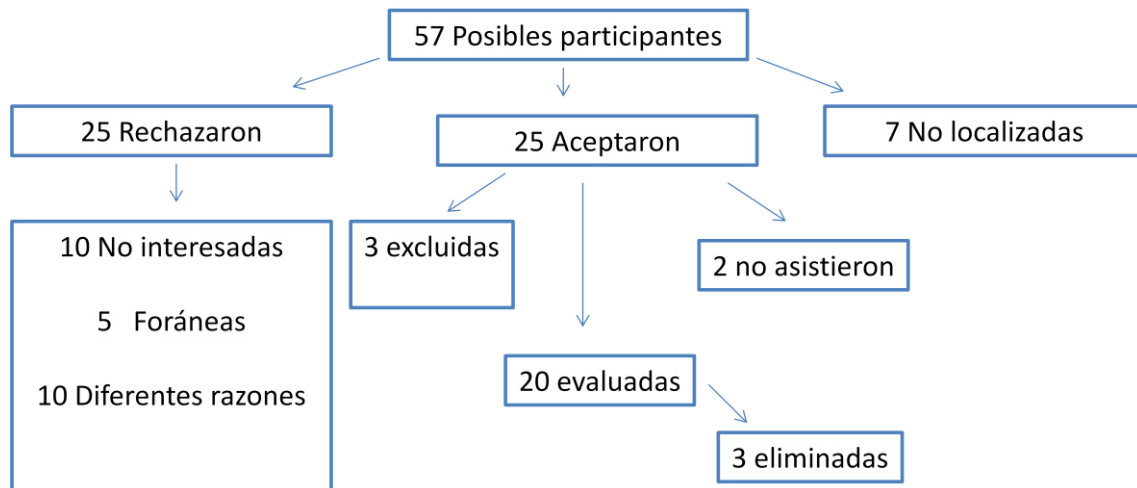 57 Posibles participantes
25 Rechazaron
25 Aceptaron
7 No localizadas
10 No interesadas
5 Foráneas
10 Diferentes razones
3 excluidas
2 no asistieron
20 evaluadas
3 eliminadas